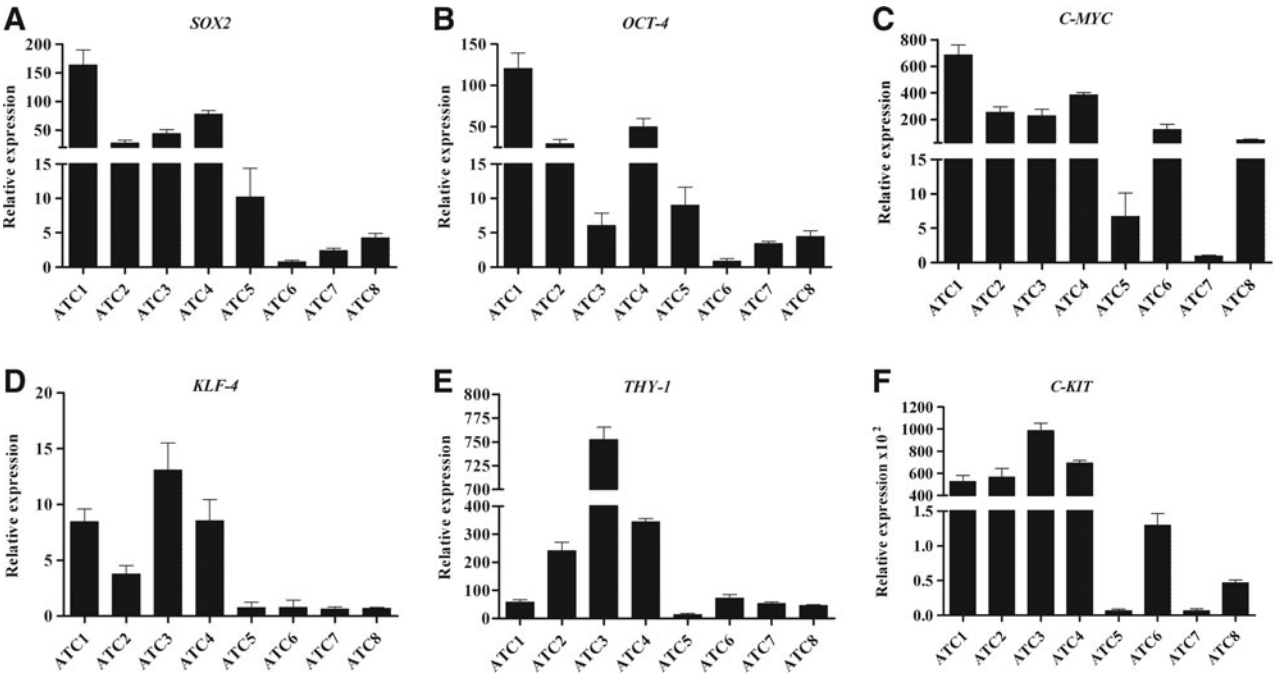 A
SOX2
Relative expression
200
150
100
50
15
10
5
0
ATC1
ATC2
ATC3
ATC4
ATC5
ATC6
ATC7
ATC8
B
OCT-4
Relative expression
150
100
50
15
10
5
0
ATC1
ATC2
ATC3
ATC4
ATC5
ATC6
ATC7
ATC8
C
C-MYC
Relative expression
800
600
400
200
15
10
5
0
ATC1
ATC2
ATC3
ATC4
ATC5
ATC6
ATC7
ATC8
D
KLF-4
Relative expression
20
15
10
5
0
ATC1
ATC2
ATC3
ATC4
ATC5
ATC6
ATC7
ATC8
E
THY-1
Relative expression
800
775
750
725
700
400
300
200
100
0
ATC1
ATC2
ATC3
ATC4
ATC5
ATC6
ATC7
ATC8
F
C-KIT
Relative expression x10²
1200
1000
800
600
400
1.5
1.0
0.5
0.0
ATC1
ATC2
ATC3
ATC4
ATC5
ATC6
ATC7
ATC8